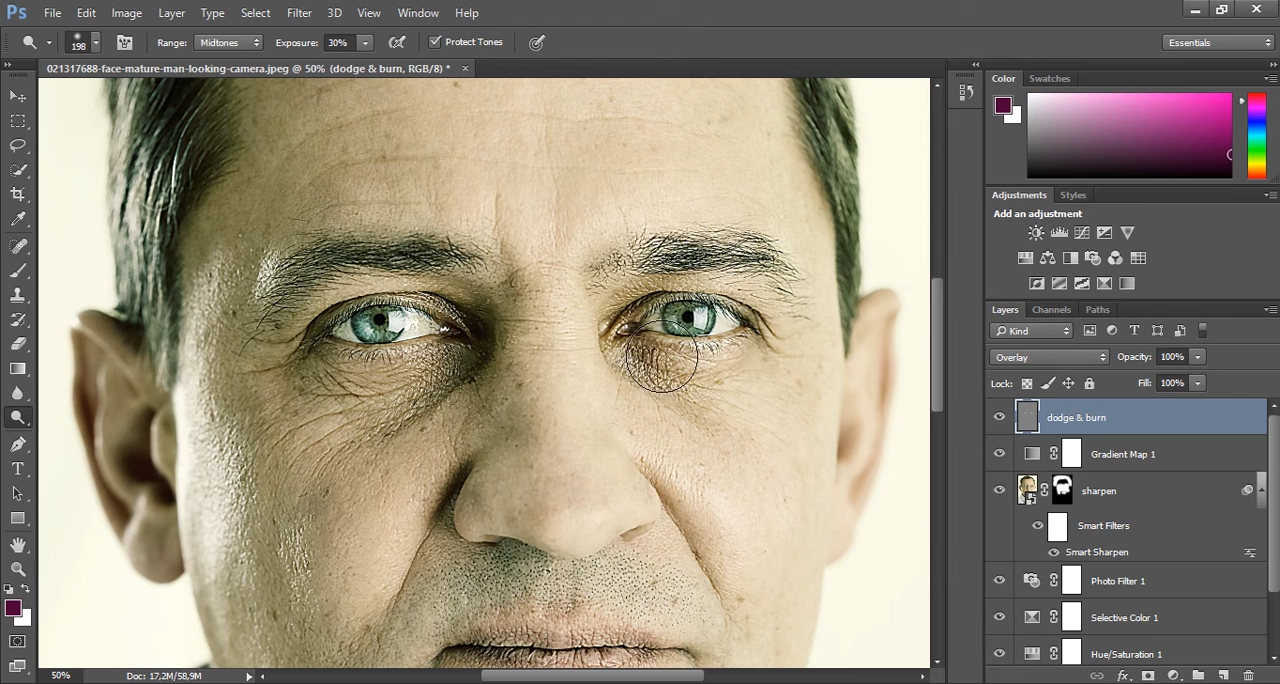 Ps File Edit Image Layer Type Select Filter 3D View Window Help
198 Range: Midtones Exposure: 30% Protect Tones Essentials
021317688-face-mature-man-looking-camera.jpeg @ 50% (dodge & burn, RGB/8) * ×
Color Swatches
Adjustments Styles
Add an adjustment
Layers Channels Paths
Kind
Overlay Opacity: 100%
Lock: Fill: 100%
dodge & burn
Gradient Map 1
sharpen
Smart Filters
Smart Sharpen
Photo Filter 1
Selective Color 1
Hue/Saturation 1
50% Doc: 17,2M/58,9M